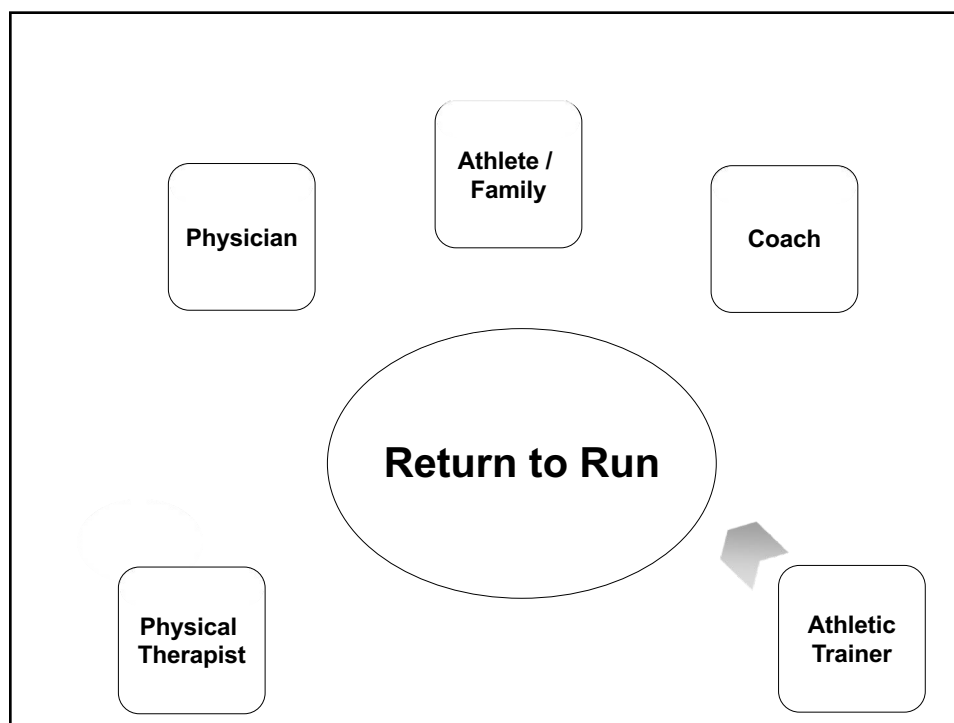 Athlete /
Family
Physician
Coach
Return to Run
Physical
Therapist
Athletic
Trainer